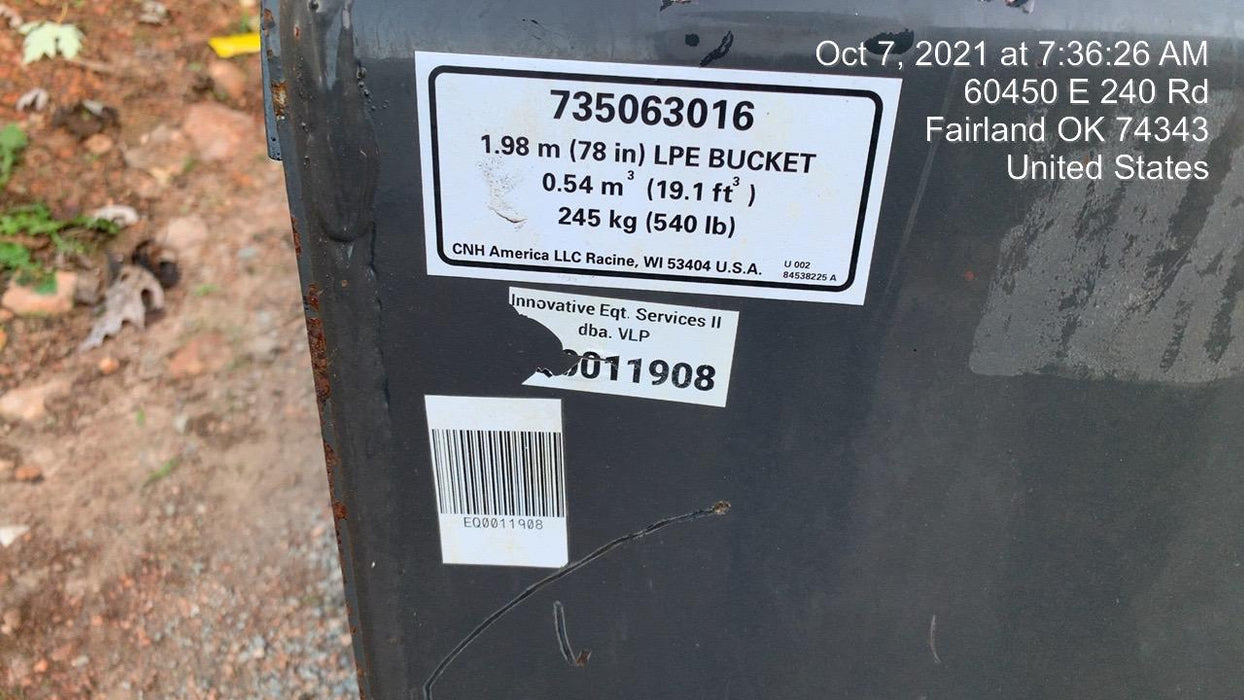 Oct 7, 2021 at 7:36:26 AM
60450 E 240 Rd
Fairland OK 74343
United States
735063016
1.98 m (78 in) LPE BUCKET
0.54 m³ (19.1 ft³)
245 kg (540 lb)
CNH America LLC Racine, WI 53404 U.S.A.
U 002
84538225 A
Innovative Eqt. Services II
dba. VLP
0011908
EQ0011908